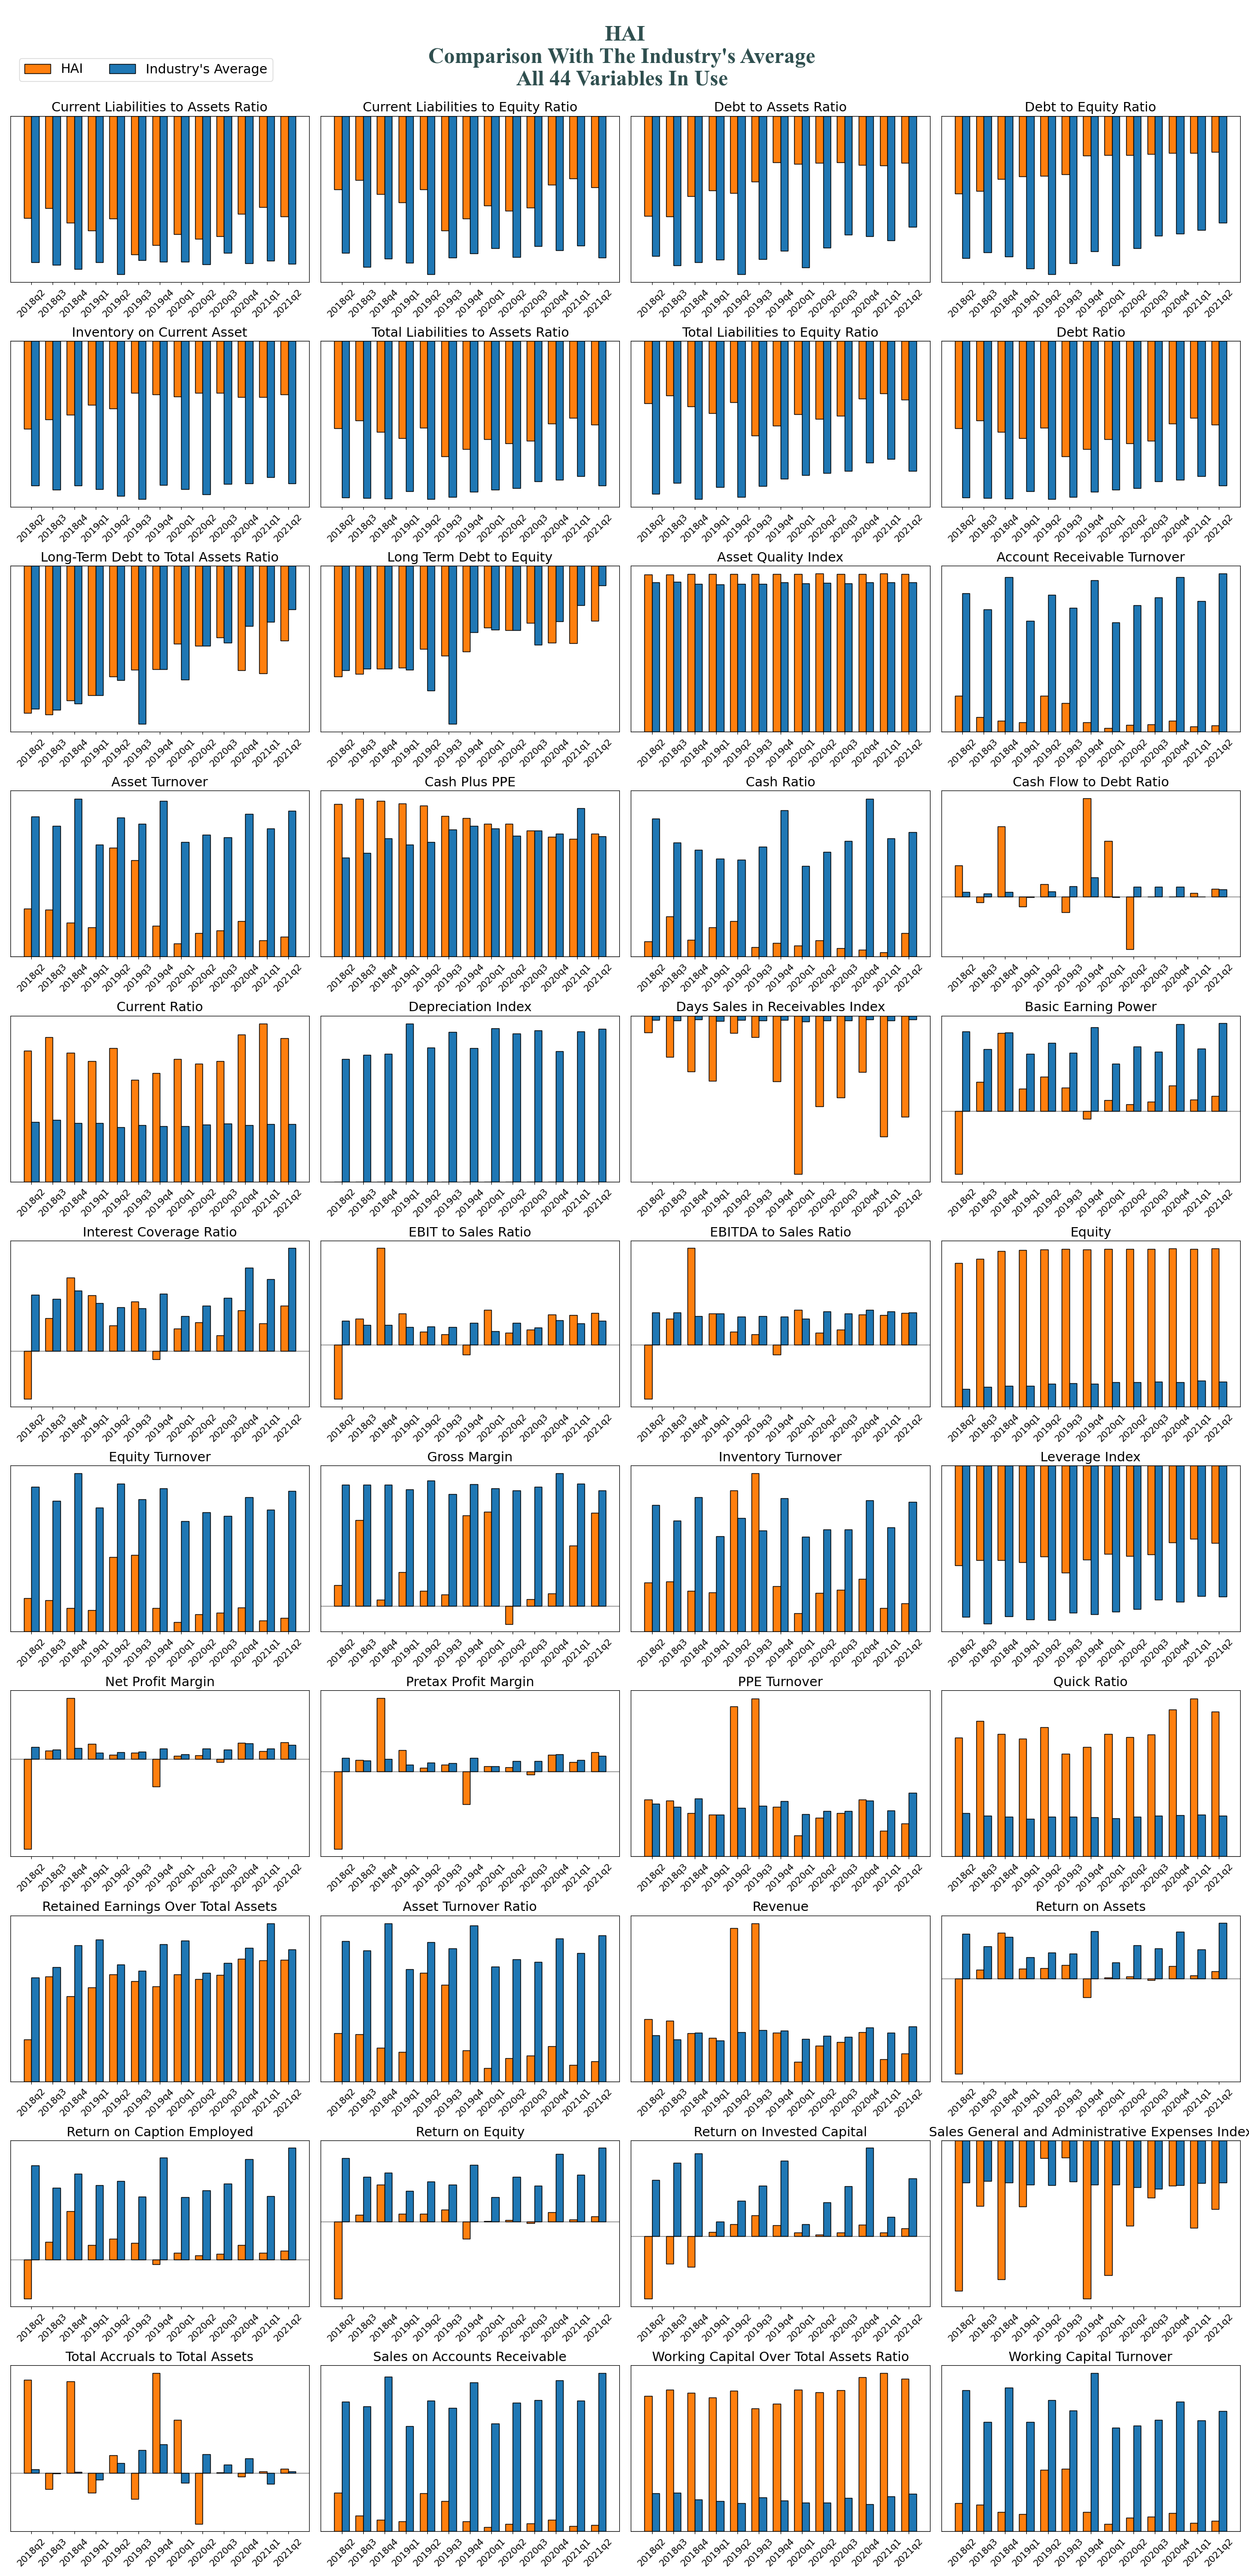 HAI
Comparison With The Industry's Average
All 44 Variables In Use
HAI Industry's Average
Current Liabilities to Assets Ratio Current Liabilities to Equity Ratio Debt to Assets Ratio Debt to Equity Ratio
2018q2 2018q3 2018q4 2019q1 2019q2 2019q3 2019q4 2020q1 2020q2 2020q3 2020q4 2021q1 2021q2 2018q2 2018q3 2018q4 2019q1 2019q2 2019q3 2019q4 2020q1 2020q2 2020q3 2020q4 2021q1 2021q2 2018q2 2018q3 2018q4 2019q1 2019q2 2019q3 2019q4 2020q1 2020q2 2020q3 2020q4 2021q1 2021q2 2018q2 2018q3 2018q4 2019q1 2019q2 2019q3 2019q4 2020q1 2020q2 2020q3 2020q4 2021q1 2021q2
Inventory on Current Asset Total Liabilities to Assets Ratio Total Liabilities to Equity Ratio Debt Ratio
2018q2 2018q3 2018q4 2019q1 2019q2 2019q3 2019q4 2020q1 2020q2 2020q3 2020q4 2021q1 2021q2 2018q2 2018q3 2018q4 2019q1 2019q2 2019q3 2019q4 2020q1 2020q2 2020q3 2020q4 2021q1 2021q2 2018q2 2018q3 2018q4 2019q1 2019q2 2019q3 2019q4 2020q1 2020q2 2020q3 2020q4 2021q1 2021q2 2018q2 2018q3 2018q4 2019q1 2019q2 2019q3 2019q4 2020q1 2020q2 2020q3 2020q4 2021q1 2021q2
Long-Term Debt to Total Assets Ratio Long Term Debt to Equity Asset Quality Index Account Receivable Turnover
2018q2 2018q3 2018q4 2019q1 2019q2 2019q3 2019q4 2020q1 2020q2 2020q3 2020q4 2021q1 2021q2 2018q2 2018q3 2018q4 2019q1 2019q2 2019q3 2019q4 2020q1 2020q2 2020q3 2020q4 2021q1 2021q2 2018q2 2018q3 2018q4 2019q1 2019q2 2019q3 2019q4 2020q1 2020q2 2020q3 2020q4 2021q1 2021q2 2018q2 2018q3 2018q4 2019q1 2019q2 2019q3 2019q4 2020q1 2020q2 2020q3 2020q4 2021q1 2021q2
Asset Turnover Cash Plus PPE Cash Ratio Cash Flow to Debt Ratio
2018q2 2018q3 2018q4 2019q1 2019q2 2019q3 2019q4 2020q1 2020q2 2020q3 2020q4 2021q1 2021q2 2018q2 2018q3 2018q4 2019q1 2019q2 2019q3 2019q4 2020q1 2020q2 2020q3 2020q4 2021q1 2021q2 2018q2 2018q3 2018q4 2019q1 2019q2 2019q3 2019q4 2020q1 2020q2 2020q3 2020q4 2021q1 2021q2 2018q2 2018q3 2018q4 2019q1 2019q2 2019q3 2019q4 2020q1 2020q2 2020q3 2020q4 2021q1 2021q2
Current Ratio Depreciation Index Days Sales in Receivables Index Basic Earning Power
2018q2 2018q3 2018q4 2019q1 2019q2 2019q3 2019q4 2020q1 2020q2 2020q3 2020q4 2021q1 2021q2 2018q2 2018q3 2018q4 2019q1 2019q2 2019q3 2019q4 2020q1 2020q2 2020q3 2020q4 2021q1 2021q2 2018q2 2018q3 2018q4 2019q1 2019q2 2019q3 2019q4 2020q1 2020q2 2020q3 2020q4 2021q1 2021q2 2018q2 2018q3 2018q4 2019q1 2019q2 2019q3 2019q4 2020q1 2020q2 2020q3 2020q4 2021q1 2021q2
Interest Coverage Ratio EBIT to Sales Ratio EBITDA to Sales Ratio Equity
2018q2 2018q3 2018q4 2019q1 2019q2 2019q3 2019q4 2020q1 2020q2 2020q3 2020q4 2021q1 2021q2 2018q2 2018q3 2018q4 2019q1 2019q2 2019q3 2019q4 2020q1 2020q2 2020q3 2020q4 2021q1 2021q2 2018q2 2018q3 2018q4 2019q1 2019q2 2019q3 2019q4 2020q1 2020q2 2020q3 2020q4 2021q1 2021q2 2018q2 2018q3 2018q4 2019q1 2019q2 2019q3 2019q4 2020q1 2020q2 2020q3 2020q4 2021q1 2021q2
Equity Turnover Gross Margin Inventory Turnover Leverage Index
2018q2 2018q3 2018q4 2019q1 2019q2 2019q3 2019q4 2020q1 2020q2 2020q3 2020q4 2021q1 2021q2 2018q2 2018q3 2018q4 2019q1 2019q2 2019q3 2019q4 2020q1 2020q2 2020q3 2020q4 2021q1 2021q2 2018q2 2018q3 2018q4 2019q1 2019q2 2019q3 2019q4 2020q1 2020q2 2020q3 2020q4 2021q1 2021q2 2018q2 2018q3 2018q4 2019q1 2019q2 2019q3 2019q4 2020q1 2020q2 2020q3 2020q4 2021q1 2021q2
Net Profit Margin Pretax Profit Margin PPE Turnover Quick Ratio
2018q2 2018q3 2018q4 2019q1 2019q2 2019q3 2019q4 2020q1 2020q2 2020q3 2020q4 2021q1 2021q2 2018q2 2018q3 2018q4 2019q1 2019q2 2019q3 2019q4 2020q1 2020q2 2020q3 2020q4 2021q1 2021q2 2018q2 2018q3 2018q4 2019q1 2019q2 2019q3 2019q4 2020q1 2020q2 2020q3 2020q4 2021q1 2021q2 2018q2 2018q3 2018q4 2019q1 2019q2 2019q3 2019q4 2020q1 2020q2 2020q3 2020q4 2021q1 2021q2
Retained Earnings Over Total Assets Asset Turnover Ratio Revenue Return on Assets
2018q2 2018q3 2018q4 2019q1 2019q2 2019q3 2019q4 2020q1 2020q2 2020q3 2020q4 2021q1 2021q2 2018q2 2018q3 2018q4 2019q1 2019q2 2019q3 2019q4 2020q1 2020q2 2020q3 2020q4 2021q1 2021q2 2018q2 2018q3 2018q4 2019q1 2019q2 2019q3 2019q4 2020q1 2020q2 2020q3 2020q4 2021q1 2021q2 2018q2 2018q3 2018q4 2019q1 2019q2 2019q3 2019q4 2020q1 2020q2 2020q3 2020q4 2021q1 2021q2
Return on Caption Employed Return on Equity Return on Invested Capital Sales General and Administrative Expenses Index
2018q2 2018q3 2018q4 2019q1 2019q2 2019q3 2019q4 2020q1 2020q2 2020q3 2020q4 2021q1 2021q2 2018q2 2018q3 2018q4 2019q1 2019q2 2019q3 2019q4 2020q1 2020q2 2020q3 2020q4 2021q1 2021q2 2018q2 2018q3 2018q4 2019q1 2019q2 2019q3 2019q4 2020q1 2020q2 2020q3 2020q4 2021q1 2021q2 2018q2 2018q3 2018q4 2019q1 2019q2 2019q3 2019q4 2020q1 2020q2 2020q3 2020q4 2021q1 2021q2
Total Accruals to Total Assets Sales on Accounts Receivable Working Capital Over Total Assets Ratio Working Capital Turnover
2018q2 2018q3 2018q4 2019q1 2019q2 2019q3 2019q4 2020q1 2020q2 2020q3 2020q4 2021q1 2021q2 2018q2 2018q3 2018q4 2019q1 2019q2 2019q3 2019q4 2020q1 2020q2 2020q3 2020q4 2021q1 2021q2 2018q2 2018q3 2018q4 2019q1 2019q2 2019q3 2019q4 2020q1 2020q2 2020q3 2020q4 2021q1 2021q2 2018q2 2018q3 2018q4 2019q1 2019q2 2019q3 2019q4 2020q1 2020q2 2020q3 2020q4 2021q1 2021q2